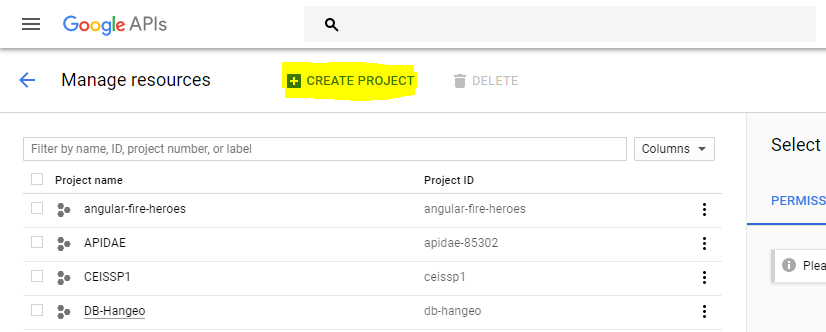 Google APIs
Manage resources CREATE PROJECT DELETE
Filter by name, ID, project number, or label Columns
Select
Project name Project ID
PERMISS
angular-fire-heroes angular-fire-heroes
APIDAE apidae-85302
Plea
CEISSP1 ceissp1
DB-Hangeo db-hangeo